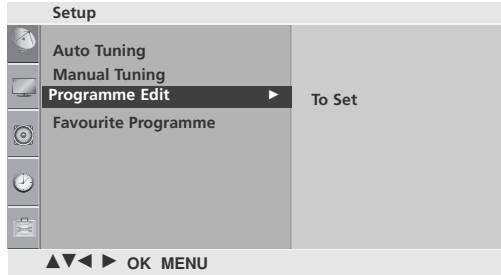 Setup
Auto Tuning
Manual Tuning
Programme Edit ►
To Set
Favourite Programme
▲▼◄ ► OK MENU